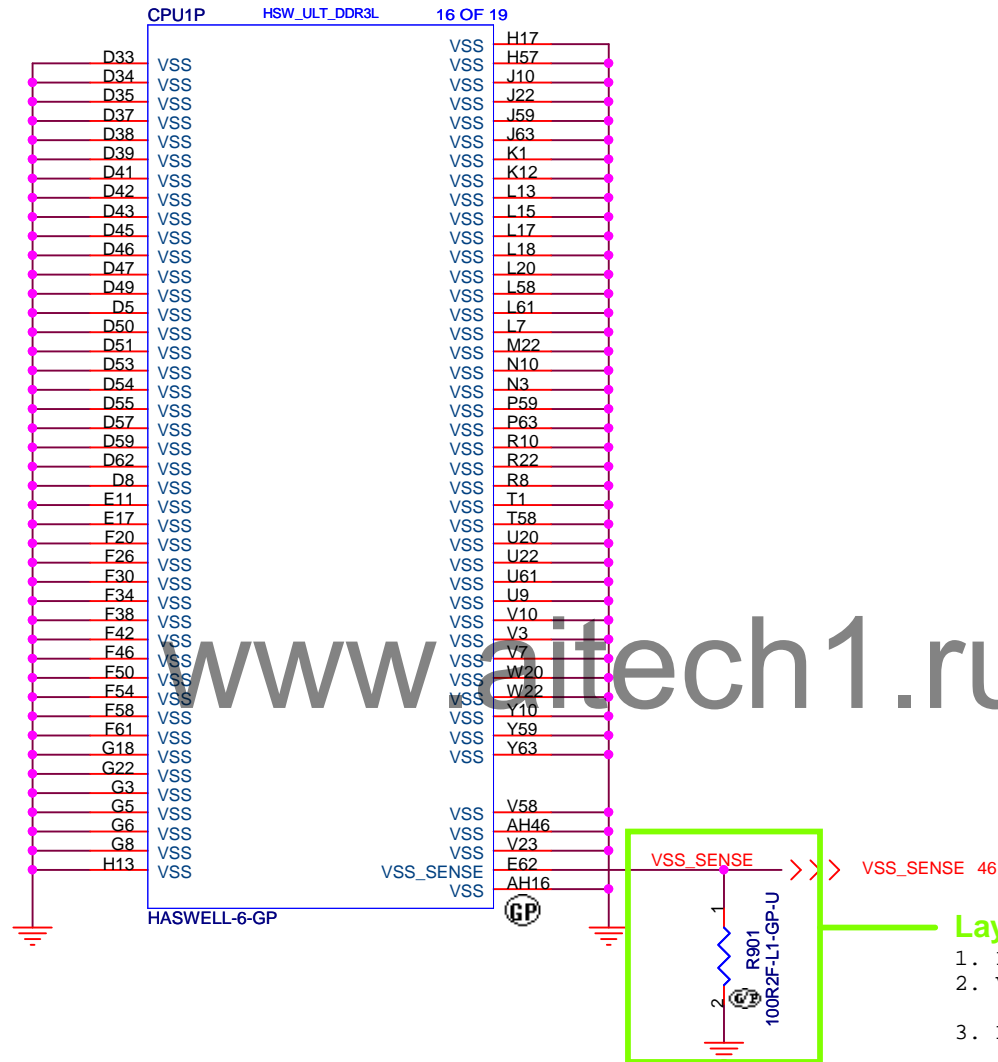 CPU1P HSW_ULT_DDR3L 16 OF 19
VSS H17
D33 VSS VSS H57
D34 VSS VSS J10
D35 VSS VSS J22
D37 VSS VSS J59
D38 VSS VSS J63
D39 VSS VSS K1
D41 VSS VSS K12
D42 VSS VSS L13
D43 VSS VSS L15
D45 VSS VSS L17
D46 VSS VSS L18
D47 VSS VSS L20
D49 VSS VSS L58
D5 VSS VSS L61
D50 VSS VSS L7
D51 VSS VSS M22
D53 VSS VSS N10
D54 VSS VSS N3
D55 VSS VSS P59
D57 VSS VSS P63
D59 VSS VSS R10
D62 VSS VSS R22
D8 VSS VSS R8
E11 VSS VSS T1
E17 VSS VSS T58
F20 VSS VSS U20
F26 VSS VSS U22
F30 VSS VSS U61
F34 VSS VSS U9
F38 VSS VSS V10
F42 VSS VSS V3
F46 VSS VSS V7
F50 VSS VSS W20
F54 VSS VSS W22
F58 VSS VSS Y10
F61 VSS VSS Y59
G18 VSS VSS Y63
G22 VSS
G3 VSS
G5 VSS VSS V58
G6 VSS VSS AH46
G8 VSS VSS V23
H13 VSS VSS_SENSE E62 VSS_SENSE VSS_SENSE 46
VSS AH16
HASWELL-6-GP GP
www.aitech1.ru
1
R901
100R2F-L1-GP-U
2 G/P
1.
2.
3.